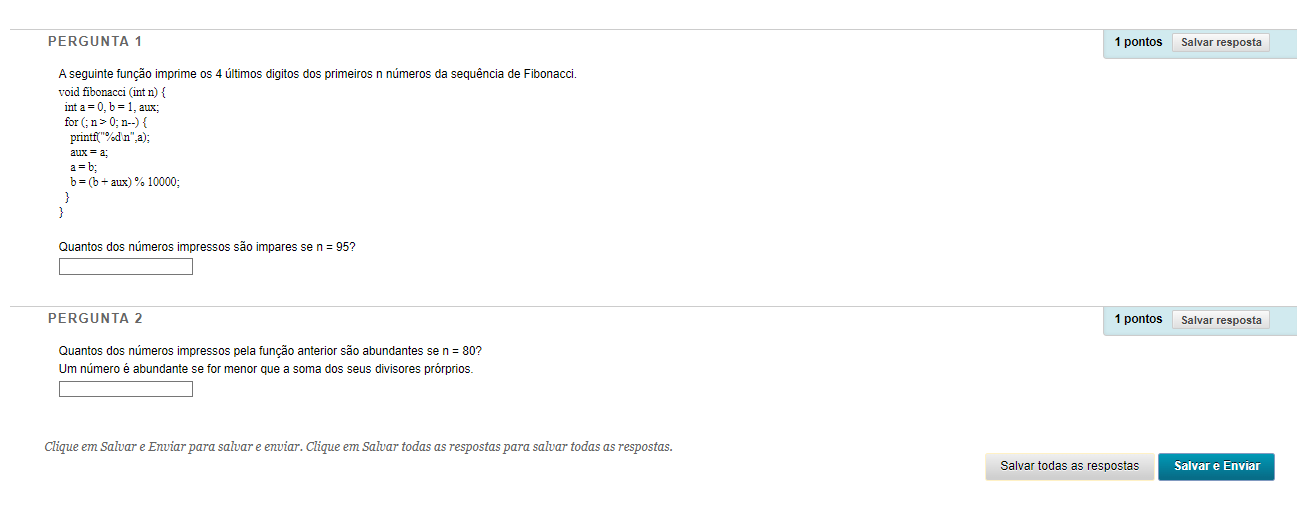 PERGUNTA 1
1 pontos
Salvar resposta
A seguinte função imprime os 4 últimos digitos dos primeiros n números da sequência de Fibonacci.
void fibonacci (int n) {
int a = 0, b = 1, aux;
for (; n > 0; n--) {
printf("%d\n",a);
aux = a;
a = b;
b = (b + aux) % 10000;
}
}
Quantos dos números impressos são impares se n = 95?
PERGUNTA 2
1 pontos
Salvar resposta
Quantos dos números impressos pela função anterior são abundantes se n = 80?
Um número é abundante se for menor que a soma dos seus divisores prórprios.
Clique em Salvar e Enviar para salvar e enviar. Clique em Salvar todas as respostas para salvar todas as respostas.
Salvar todas as respostas
Salvar e Enviar